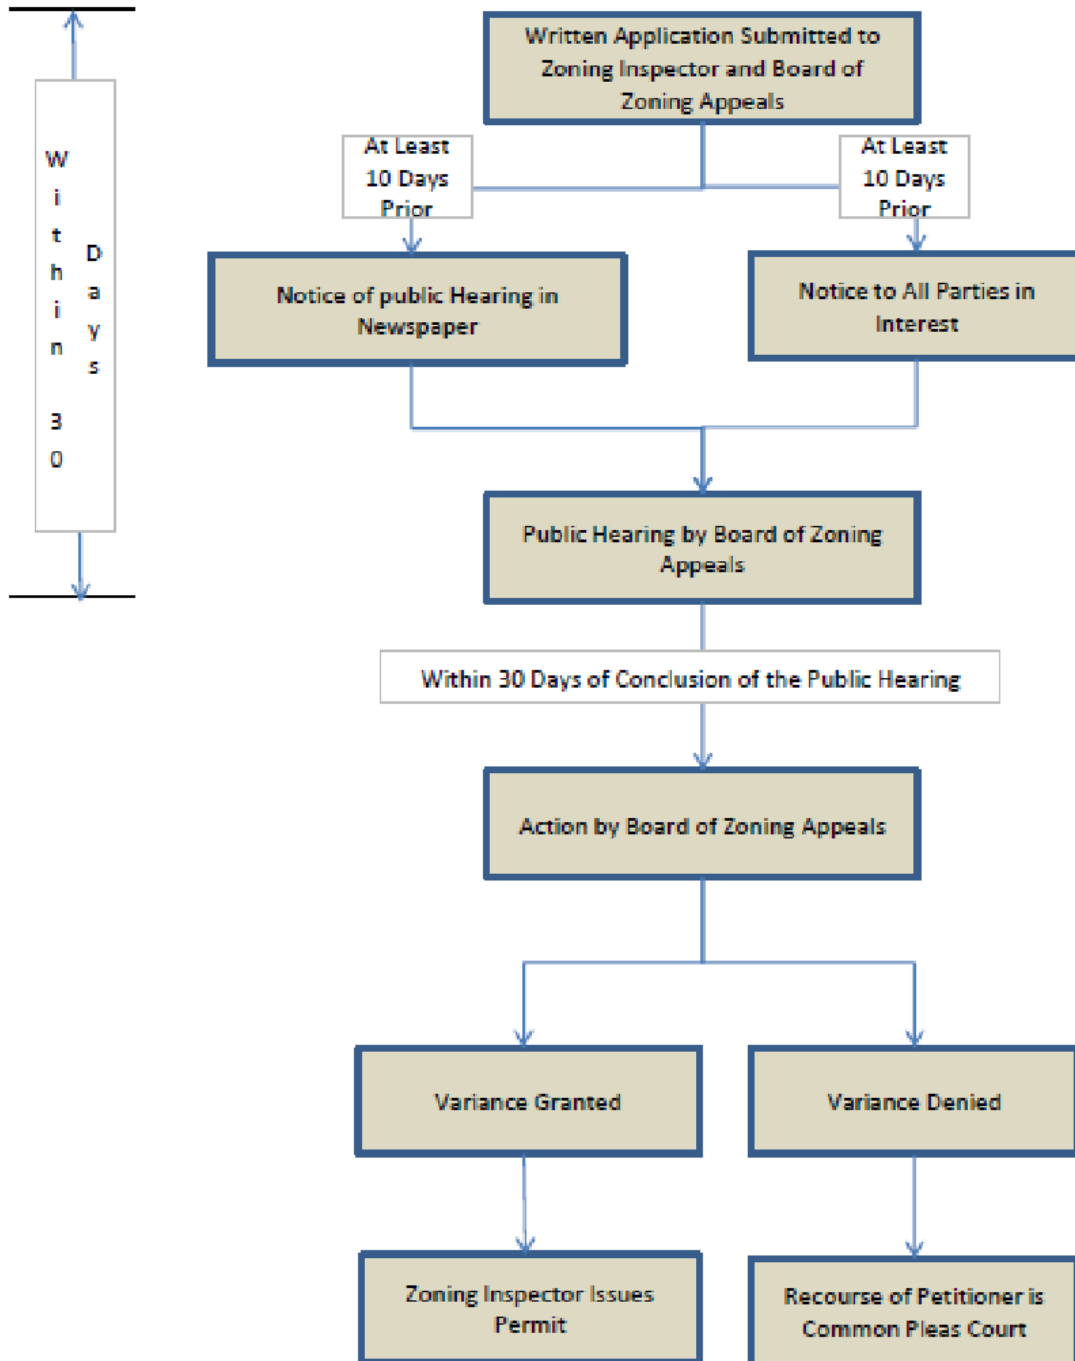 Written Application Submitted to
Zoning Inspector and Board of
Zoning Appeals
Within 30
Days
At Least
10 Days
Prior
At Least
10 Days
Prior
Notice of public Hearing in
Newspaper
Notice to All Parties in
Interest
Public Hearing by Board of Zoning
Appeals
Within 30 Days of Conclusion of the Public Hearing
Action by Board of Zoning Appeals
Variance Granted
Variance Denied
Zoning Inspector Issues
Permit
Recourse of Petitioner is
Common Pleas Court